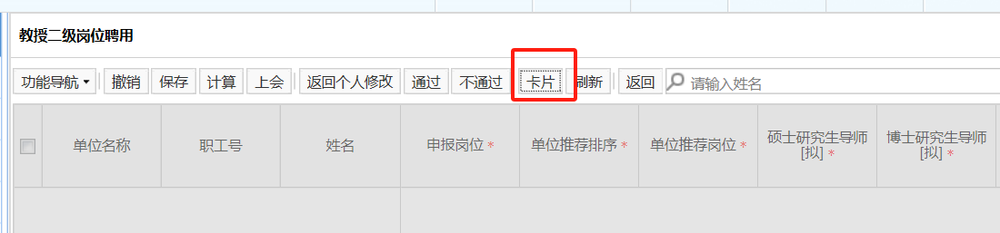 教授二级岗位聘用
功能导航 撤销 保存 计算 上会 返回个人修改 通过 不通过 卡片 刷新 返回 请输入姓名
单位名称 职工号 姓名 申报岗位* 单位推荐排序* 单位推荐岗位* 硕士研究生导师 博士研究生导师
[拟]* [拟]*